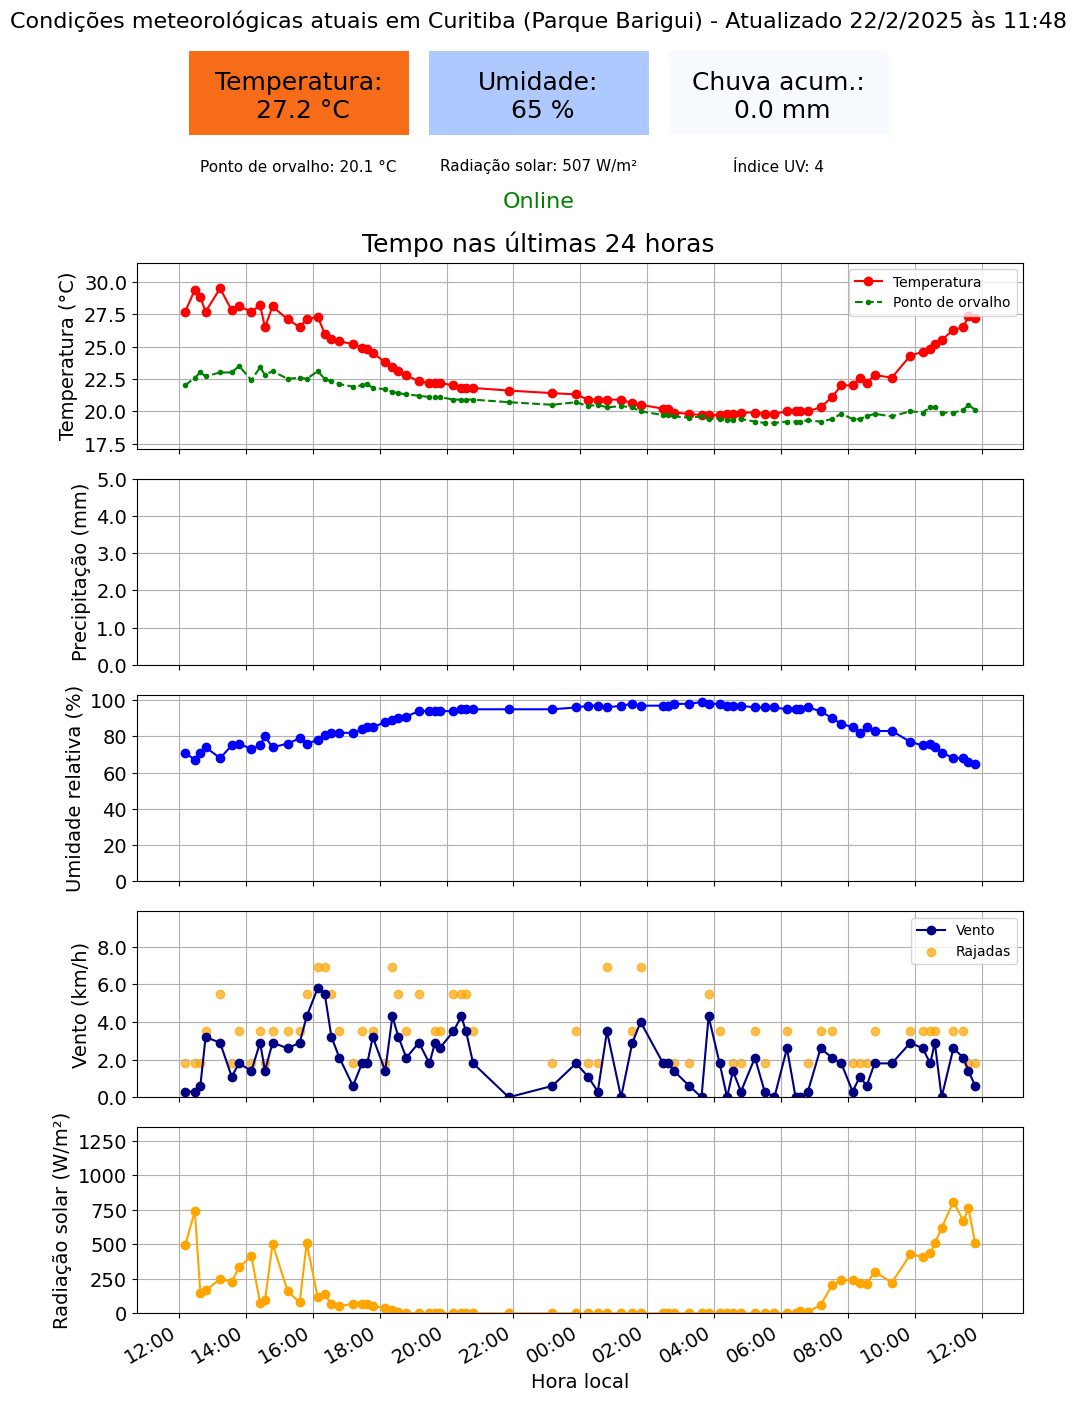 Condições meteorológicas atuais em Curitiba (Parque Barigui) - Atualizado 22/2/2025 às 11:48
Temperatura:
27.2 °C
Umidade:
65 %
Chuva acum.:
0.0 mm
Ponto de orvalho: 20.1 °C
Radiação solar: 507 W/m²
Índice UV: 4
Online
Tempo nas últimas 24 horas
Temperatura (°C)
30.0
27.5
25.0
22.5
20.0
17.5
Temperatura
Ponto de orvalho
Precipitação (mm)
5.0
4.0
3.0
2.0
1.0
0.0
Umidade relativa (%)
100
80
60
40
20
0
Vento (km/h)
8.0
6.0
4.0
2.0
0.0
Vento
Rajadas
Radiação solar (W/m²)
1250
1000
750
500
250
0
12:00
14:00
16:00
18:00
20:00
22:00
00:00
02:00
04:00
06:00
08:00
10:00
12:00
Hora local